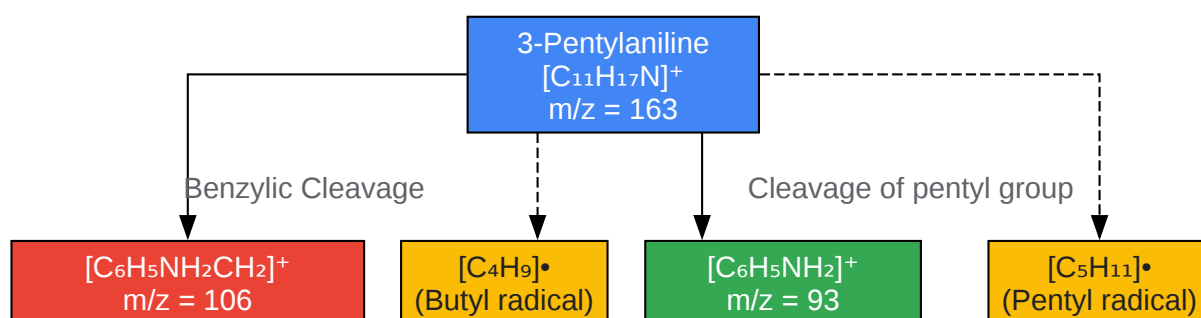 3-Pentylaniline
[C₁₁H₁₇N]⁺
m/z = 163
Benzylic Cleavage
Cleavage of pentyl group
[C₆H₅NH₂CH₂]⁺
m/z = 106
[C₄H₉]•
(Butyl radical)
[C₆H₅NH₂]⁺
m/z = 93
[C₅H₁₁]•
(Pentyl radical)